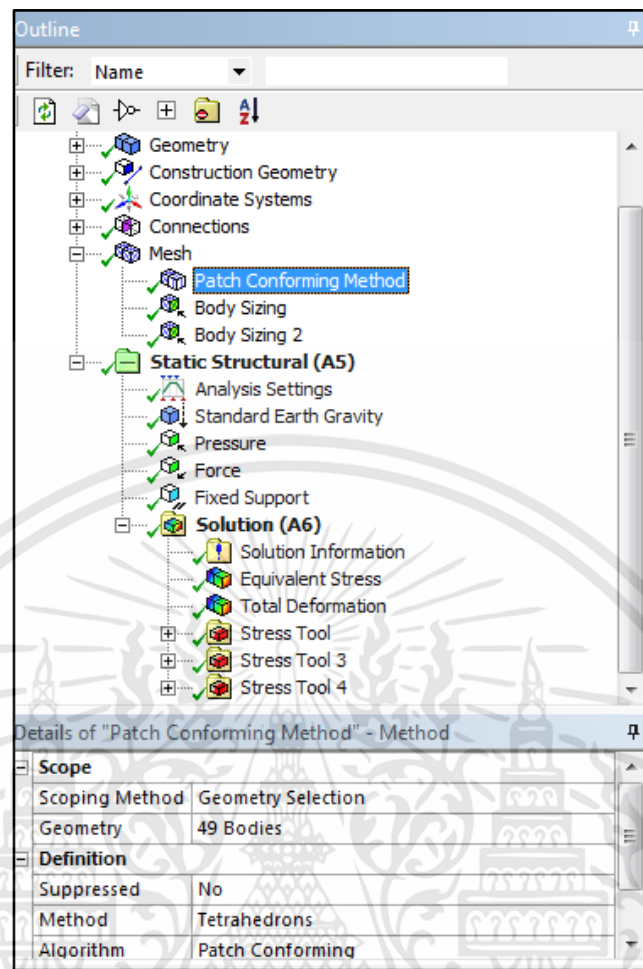 Outline
Filter: Name
Geometry
Construction Geometry
Coordinate Systems
Connections
Mesh
Patch Conforming Method
Body Sizing
Body Sizing 2
Static Structural (A5)
Analysis Settings
Standard Earth Gravity
Pressure
Force
Fixed Support
Solution (A6)
Solution Information
Equivalent Stress
Total Deformation
Stress Tool
Stress Tool 3
Stress Tool 4
Details of "Patch Conforming Method" - Method
Scope
Scoping Method Geometry Selection
Geometry 49 Bodies
Definition
Suppressed No
Method Tetrahedrons
Algorithm Patch Conforming